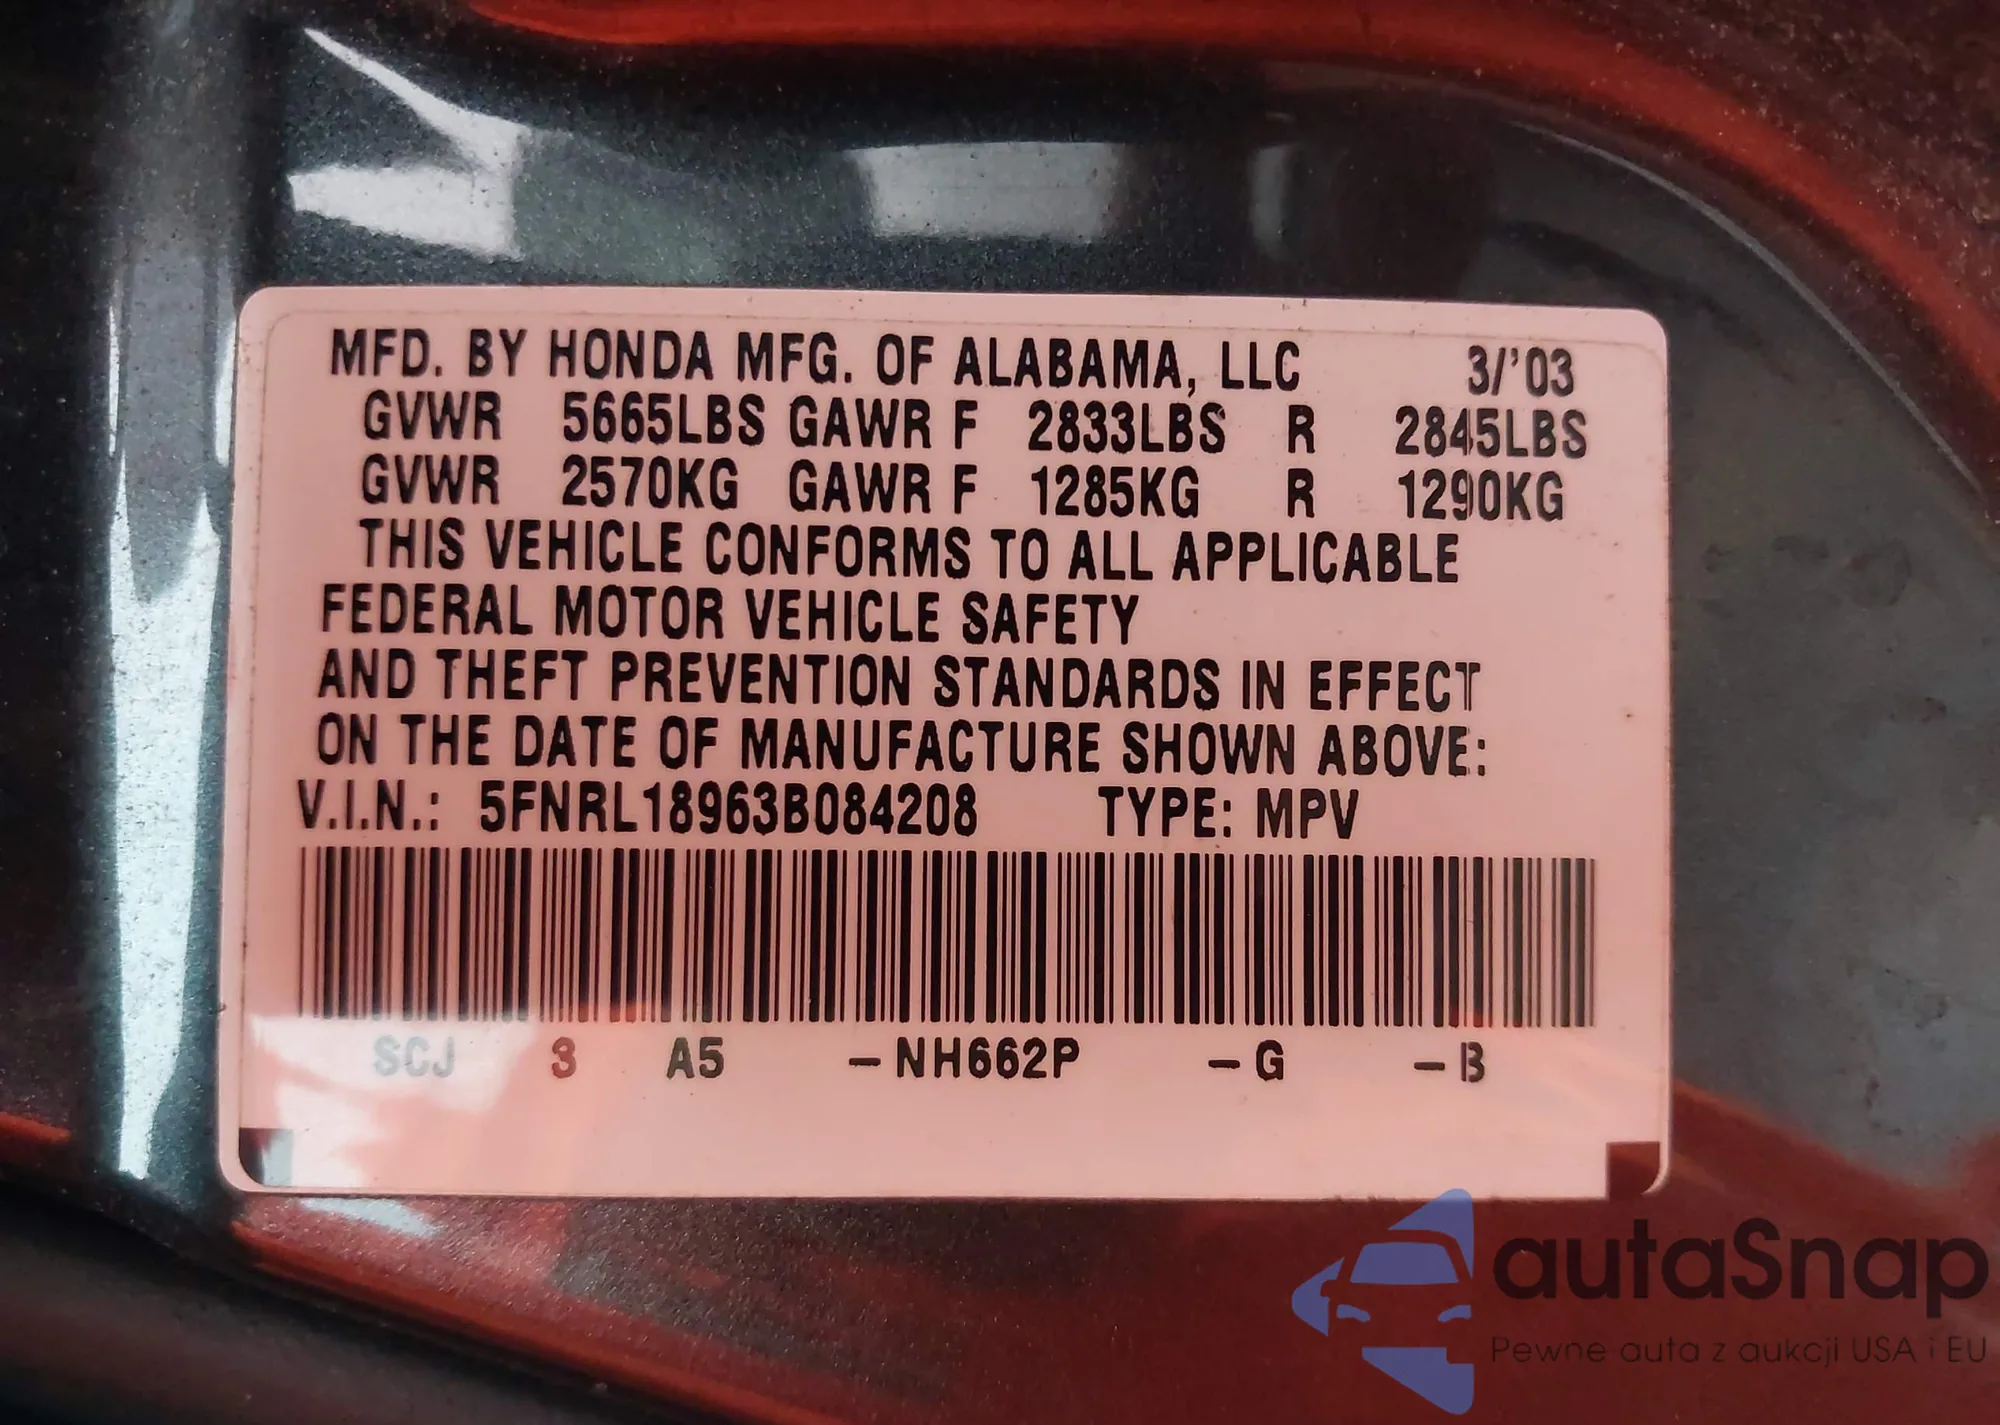 MFD. BY HONDA MFG. OF ALABAMA, LLC 3/'03
GVWR 5665LBS GAWR F 2833LBS R 2845LBS
GVWR 2570KG GAWR F 1285KG R 1290KG
THIS VEHICLE CONFORMS TO ALL APPLICABLE
FEDERAL MOTOR VEHICLE SAFETY
AND THEFT PREVENTION STANDARDS IN EFFECT
ON THE DATE OF MANUFACTURE SHOWN ABOVE:
V.I.N.: 5FNRL18963B084208 TYPE: MPV
SCJ 3 A5 -NH662P -G -B
autaSnap
Pewne auta z aukcji USA i EU